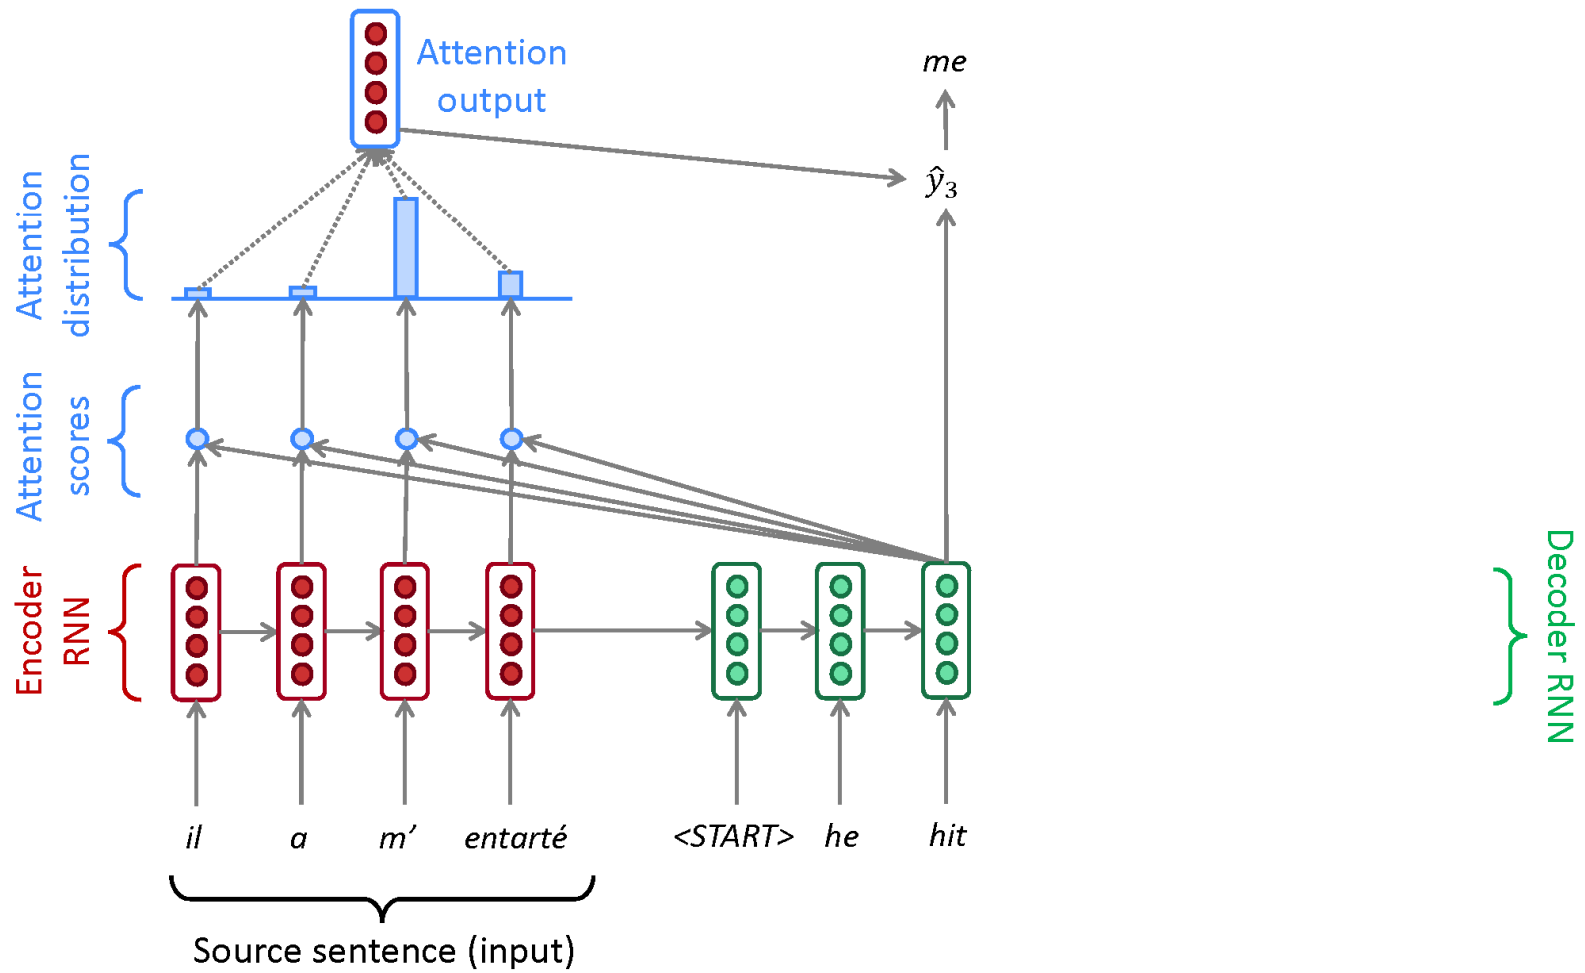 Attention
output
me
Attention
distribution
ŷ₃
Attention
scores
Encoder
RNN
Decoder RNN
il a m’ entarté <START> he hit
Source sentence (input)